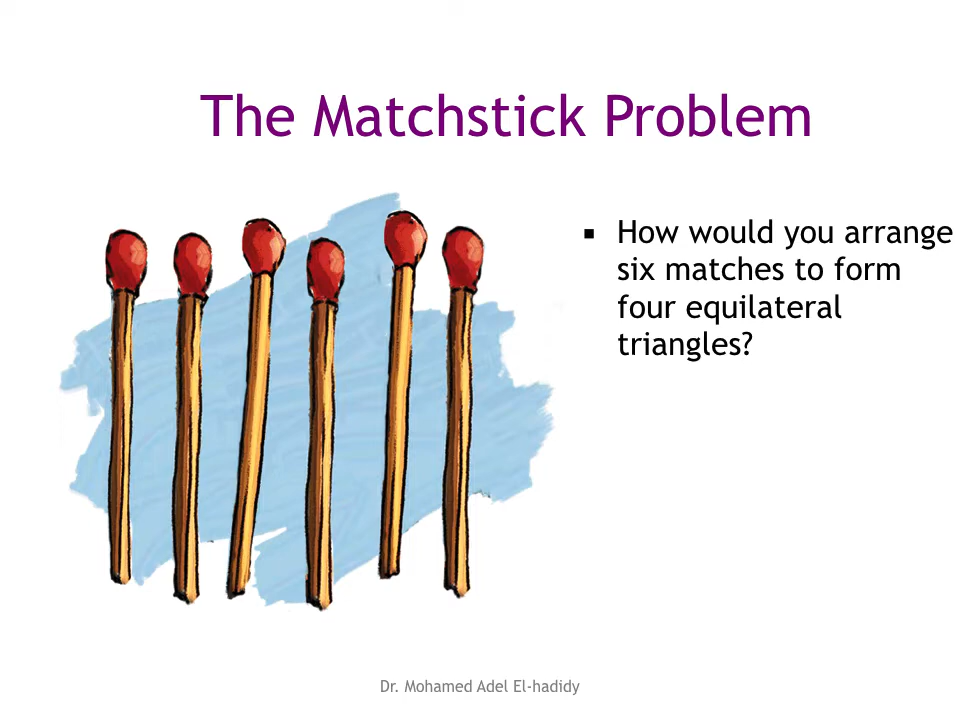 The Matchstick Problem
▪ How would you arrange
six matches to form
four equilateral
triangles?
Dr. Mohamed Adel El-hadidy